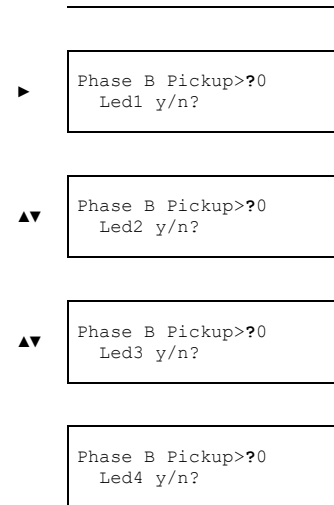 ►
Phase B Pickup>?0
Led1 y/n?
▲▼
Phase B Pickup>?0
Led2 y/n?
▲▼
Phase B Pickup>?0
Led3 y/n?
Phase B Pickup>?0
Led4 y/n?